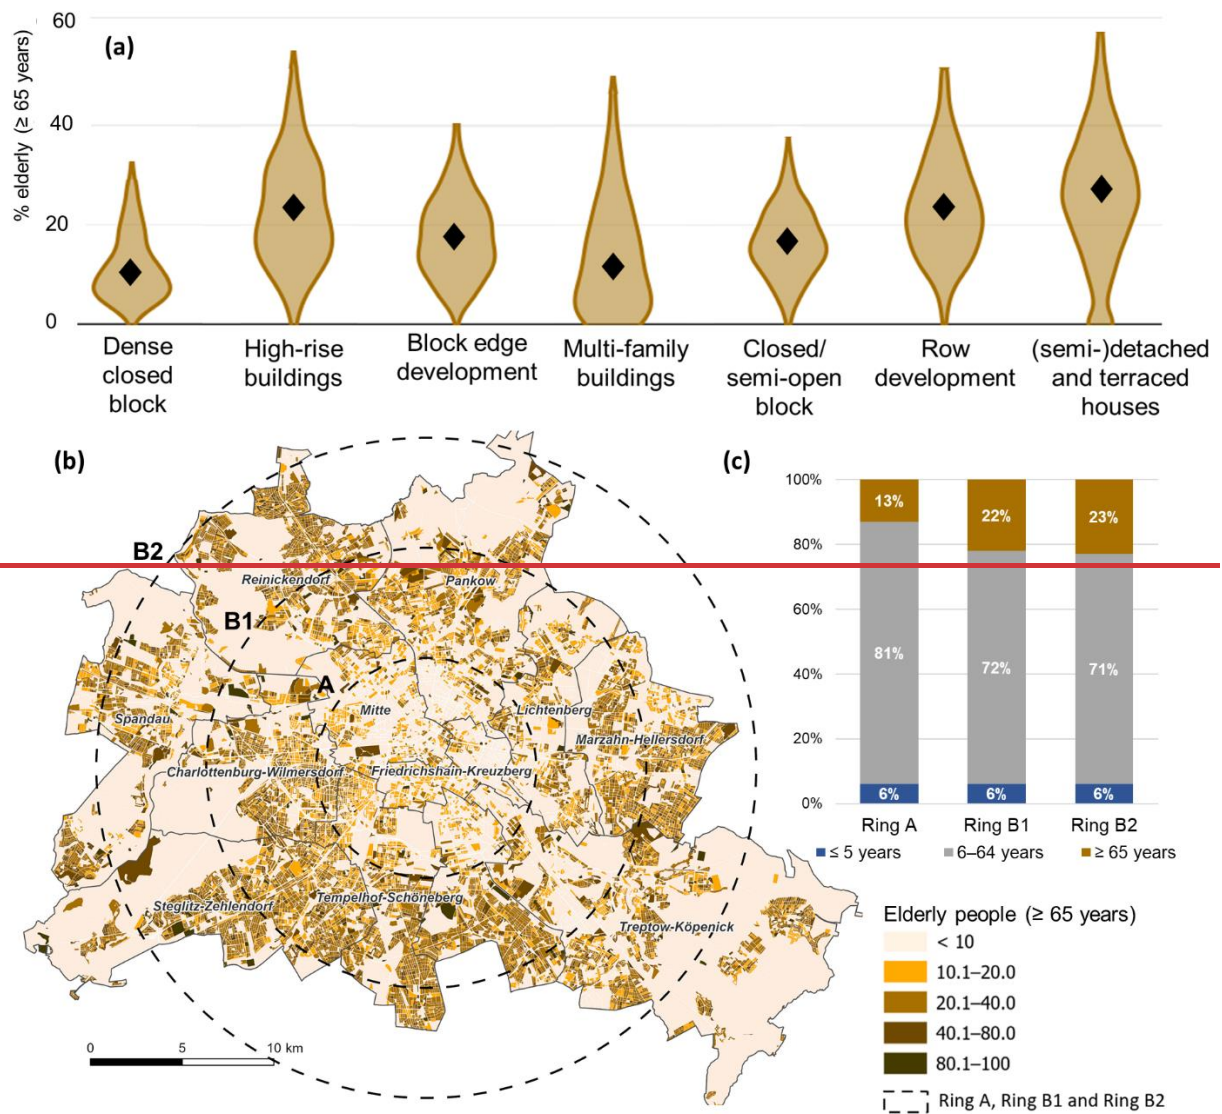 (a)
% elderly (≥ 65 years)
60
40
20
0
Dense
closed
block
High-rise
buildings
Block edge
development
Multi-family
buildings
Closed/
semi-open
block
Row
development
(semi-)detached
and terraced
houses
(b)
B2
B1
A
Reinickendorf
Pankow
Spandau
Mitte
Lichtenberg
Marzahn-Hellersdorf
Charlottenburg-Wilmersdorf
Friedrichshain-Kreuzberg
Steglitz-Zehlendorf
Tempelhof-Schöneberg
Treptow-Köpenick
0 5 10 km
(c)
100%
80%
60%
40%
20%
0%
13%
22%
23%
81%
72%
71%
6%
6%
6%
Ring A
Ring B1
Ring B2
≤ 5 years
6–64 years
≥ 65 years
Elderly people (≥ 65 years)
< 10
10.1–20.0
20.1–40.0
40.1–80.0
80.1–100
Ring A, Ring B1 and Ring B2